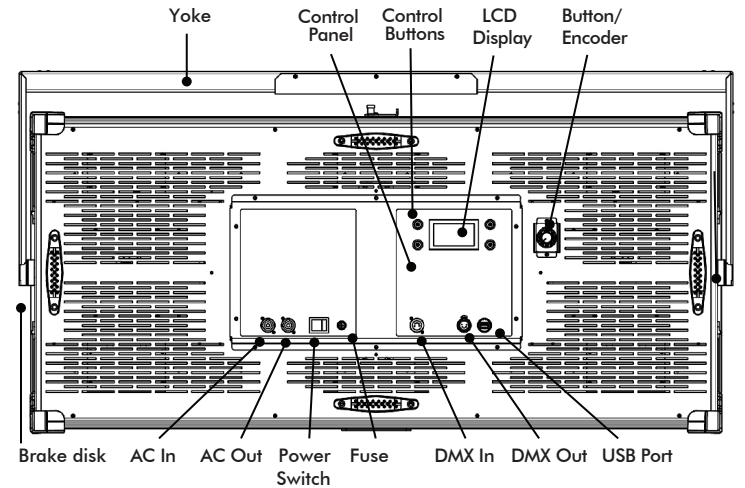 Yoke
Control
Panel
Control
Buttons
LCD
Display
Button/
Encoder
Brake disk
AC In
AC Out
Power
Switch
Fuse
DMX In
DMX Out
USB Port